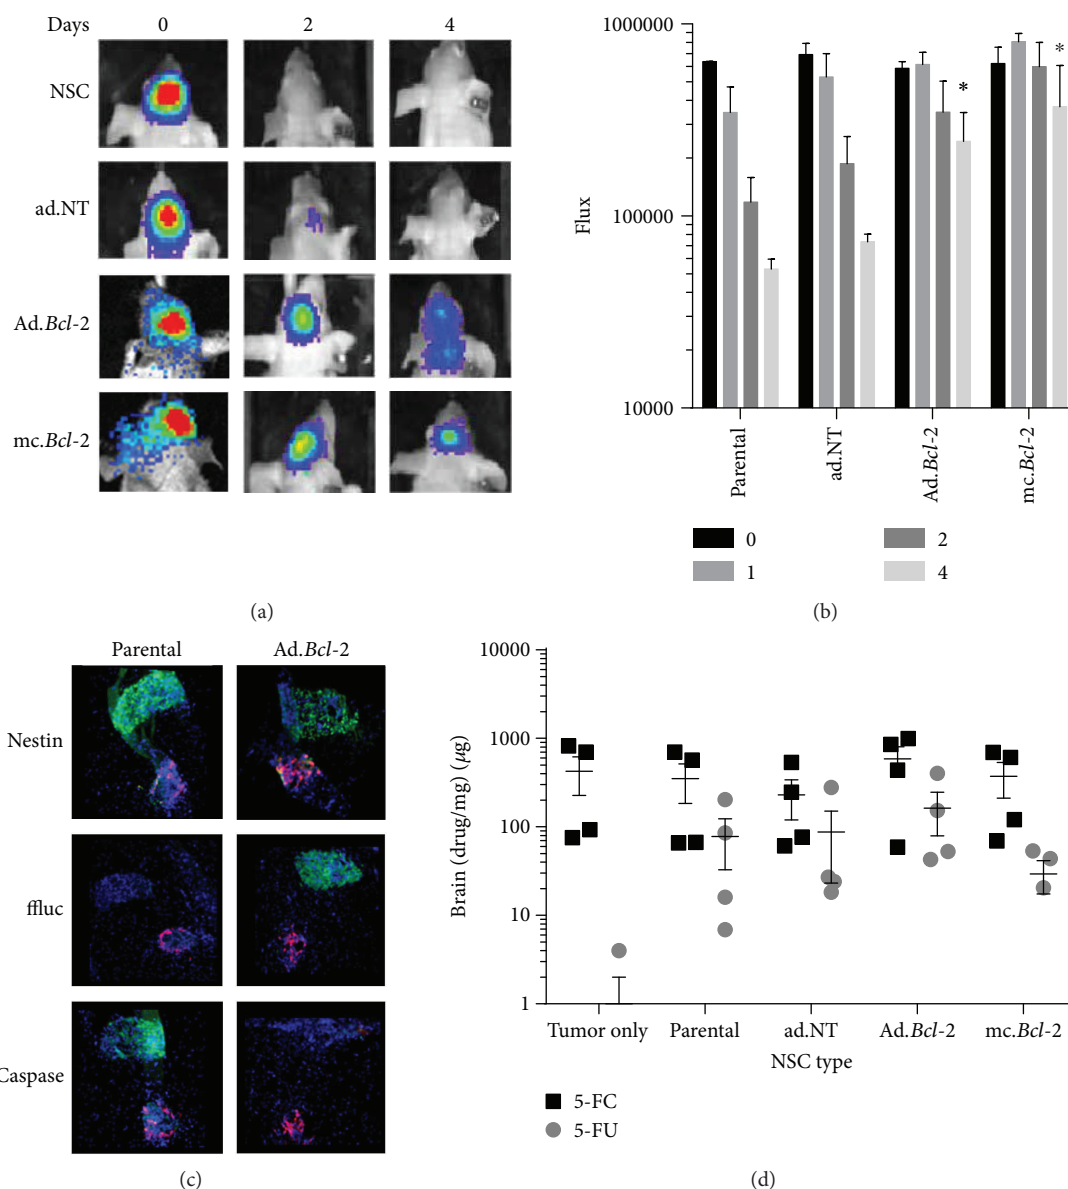 Days 0 2 4
NSC
ad.NT
Ad.Bcl-2
mc.Bcl-2
(a)
1000000
100000
10000
Flux
*
*
Parental
ad.NT
Ad.Bcl-2
mc.Bcl-2
0
1
2
4
(b)
Parental Ad.Bcl-2
Nestin
ffluc
Caspase
(c)
10000
1000
100
10
1
Brain (drug/mg) (μg)
Tumor only Parental ad.NT Ad.Bcl-2 mc.Bcl-2
NSC type
5-FC
5-FU
(d)